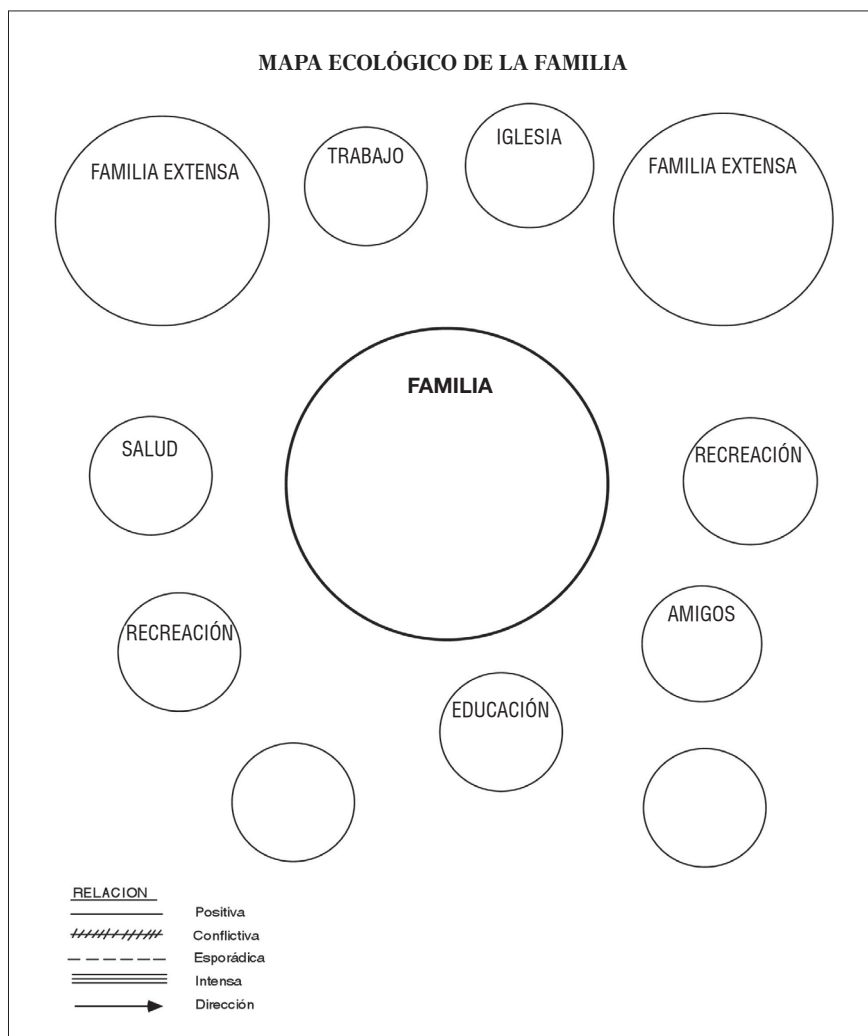 MAPA ECOLÓGICO DE LA FAMILIA
FAMILIA EXTENSA
TRABAJO
IGLESIA
FAMILIA EXTENSA
FAMILIA
SALUD
RECREACIÓN
RECREACIÓN
AMIGOS
EDUCACIÓN
RELACION
Positiva
Conflictiva
Esporádica
Intensa
Dirección